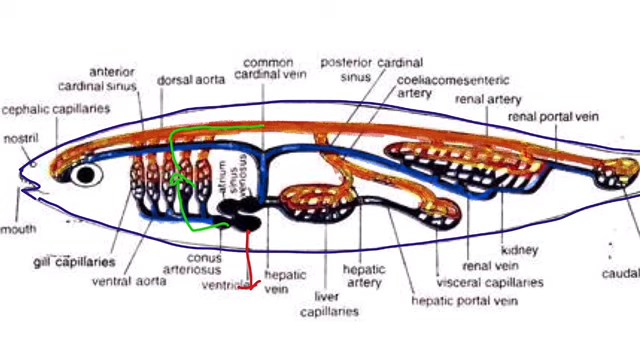 common
cardinal vein
posterior cardinal
sinus
anterior
cardinal sinus
dorsal aorta
coeliacomesenteric
artery
cephalic capillaries
renal artery
renal portal vein
nostril
atrium
sinus
venosus
mouth
gill capillaries
ventral aorta
conus
arteriosus
ventricle
hepatic
vein
liver
capillaries
hepatic
artery
kidney
renal vein
visceral capillaries
hepatic portal vein
caudal